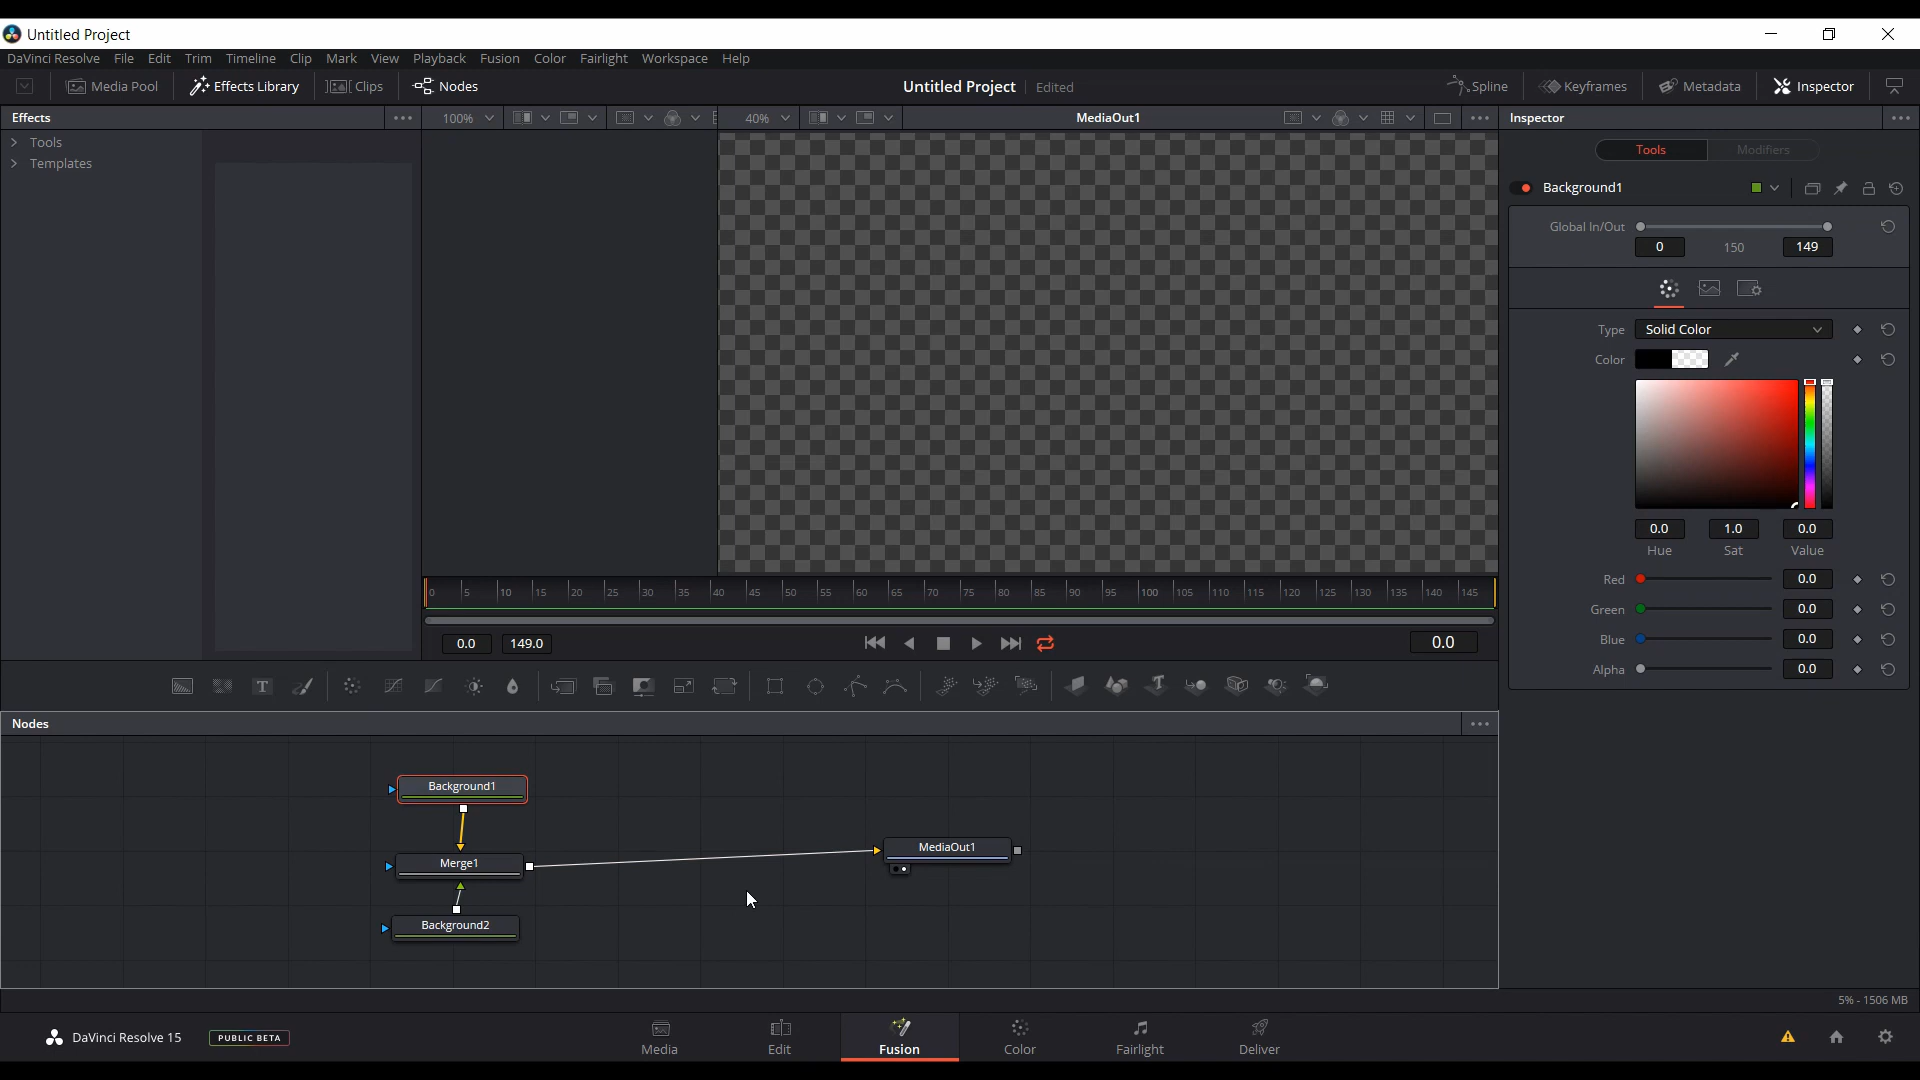 Untitled Project
DaVinci Resolve File Edit Trim Timeline Clip Mark View Playback Fusion Color Fairlight Workspace Help
Media Pool Effects Library Clips Nodes Untitled Project Edited Spline Keyframes Metadata Inspector
Effects 100% 40% MediaOut1 Inspector
Tools
Templates
Tools Modifiers
Background1
Global In/Out
0 150 149
Type Solid Color
Color
0.0 1.0 0.0
Hue Sat Value
Red 0.0
Green 0.0
Blue 0.0
Alpha 0.0
0 5 10 15 20 25 30 35 40 45 50 55 60 65 70 75 80 85 90 95 100 105 110 115 120 125 130 135 140 145
0.0 149.0 0.0
Nodes
Background1
Merge1
MediaOut1
Background2
5% - 1506 MB
DaVinci Resolve 15 PUBLIC BETA
Media Edit Fusion Color Fairlight Deliver